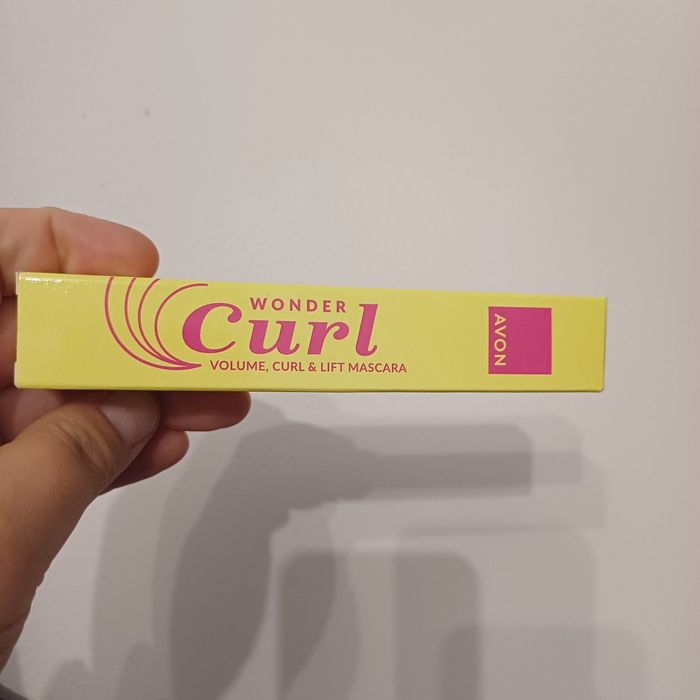 WONDER
Curl
VOLUME, CURL & LIFT MASCARA
AVON